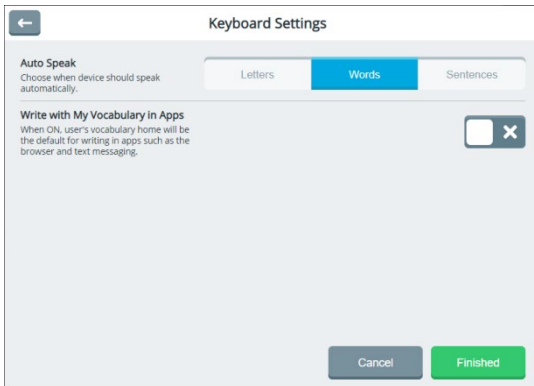 Keyboard Settings
Auto Speak
Choose when device should speak
automatically.
Letters
Words
Sentences
Write with My Vocabulary in Apps
When ON, user's vocabulary home will be
the default for writing in apps such as the
browser and text messaging.
Cancel
Finished